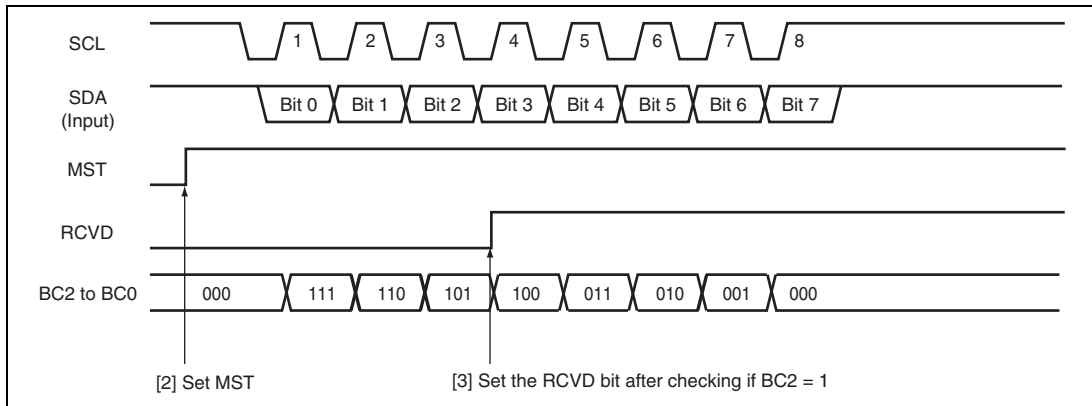 SCL 1 2 3 4 5 6 7 8
SDA (Input) Bit 0 Bit 1 Bit 2 Bit 3 Bit 4 Bit 5 Bit 6 Bit 7
MST
RCVD
BC2 to BC0 000 111 110 101 100 011 010 001 000
[2] Set MST [3] Set the RCVD bit after checking if BC2 = 1